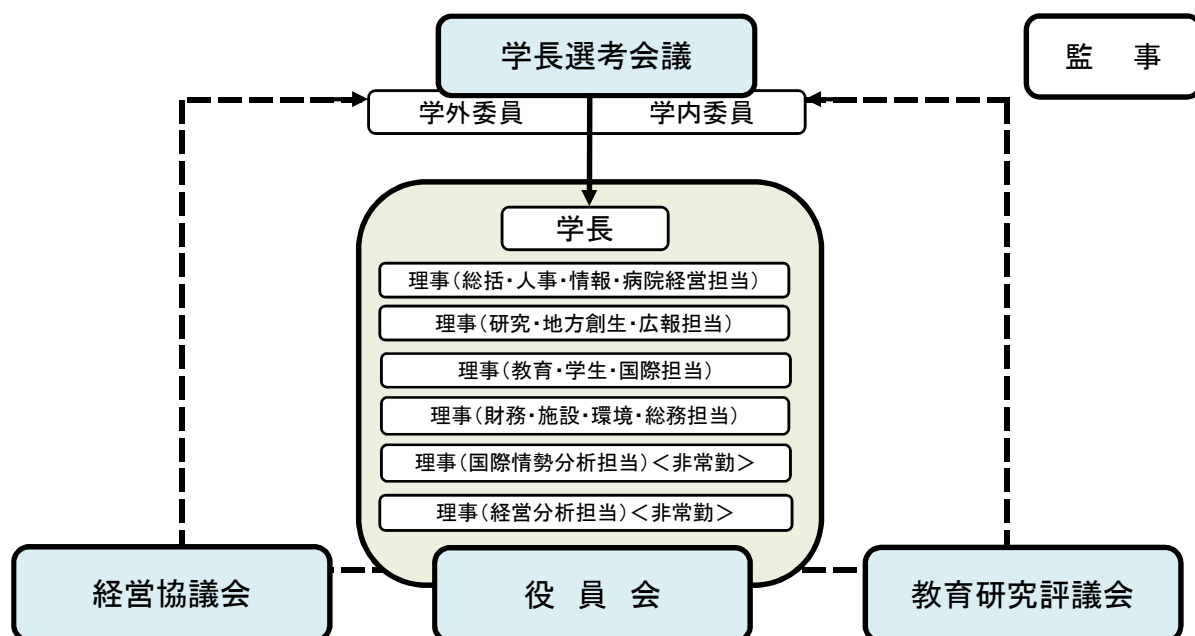 学長選考会議
監　事
学外委員
学内委員
学長
理事(総括・人事・情報・病院経営担当)
理事(研究・地方創生・広報担当)
理事(教育・学生・国際担当)
理事(財務・施設・環境・総務担当)
理事(国際情勢分析担当)<非常勤>
理事(経営分析担当)<非常勤>
経営協議会
役　員　会
教育研究評議会